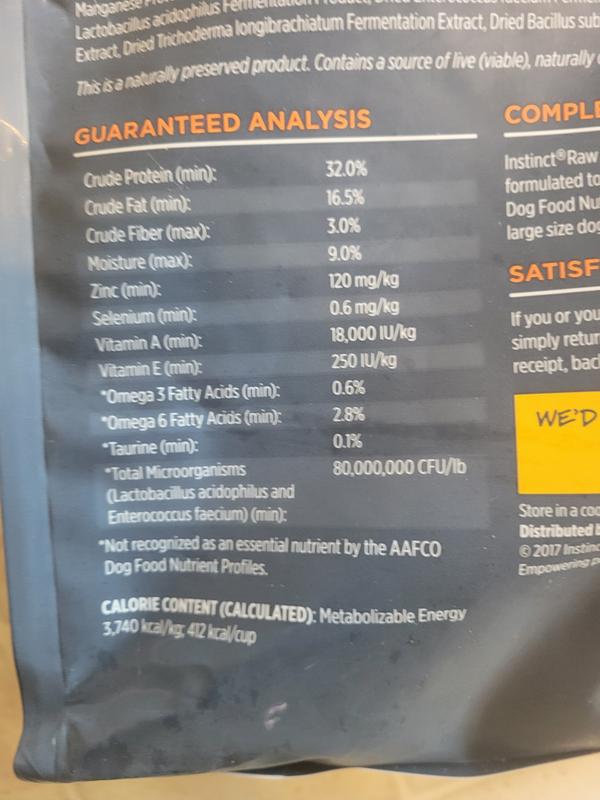 Manganese
Lactobacillus acidophilus Fermentation Product, Dried Enterococcus faecium Fermen
Extract, Dried Trichoderma longibrachiatum Fermentation Extract, Dried Bacillus sub
This is a naturally preserved product. Contains a source of live (viable), naturally
GUARANTEED ANALYSIS
Crude Protein (min): 32.0%
Crude Fat (min): 16.5%
Crude Fiber (max): 3.0%
Moisture (max): 9.0%
Zinc (min): 120 mg/kg
Selenium (min): 0.6 mg/kg
Vitamin A (min): 18,000 IU/kg
Vitamin E (min): 250 IU/kg
*Omega 3 Fatty Acids (min): 0.6%
*Omega 6 Fatty Acids (min): 2.8%
*Taurine (min): 0.1%
*Total Microorganisms 80,000,000 CFU/lb
(Lactobacillus acidophilus and
Enterococcus faecium) (min):
*Not recognized as an essential nutrient by the AAFCO
Dog Food Nutrient Profiles.
CALORIE CONTENT (CALCULATED): Metabolizable Energy
3,740 kcal/kg; 412 kcal/cup
COMPLE
Instinct® Raw
formulated to
Dog Food Nu
large size dog
SATISF
If you or you
simply retur
receipt, back
WE'D
Store in a coo
Distributed b
© 2017 Instinc
Empowering p